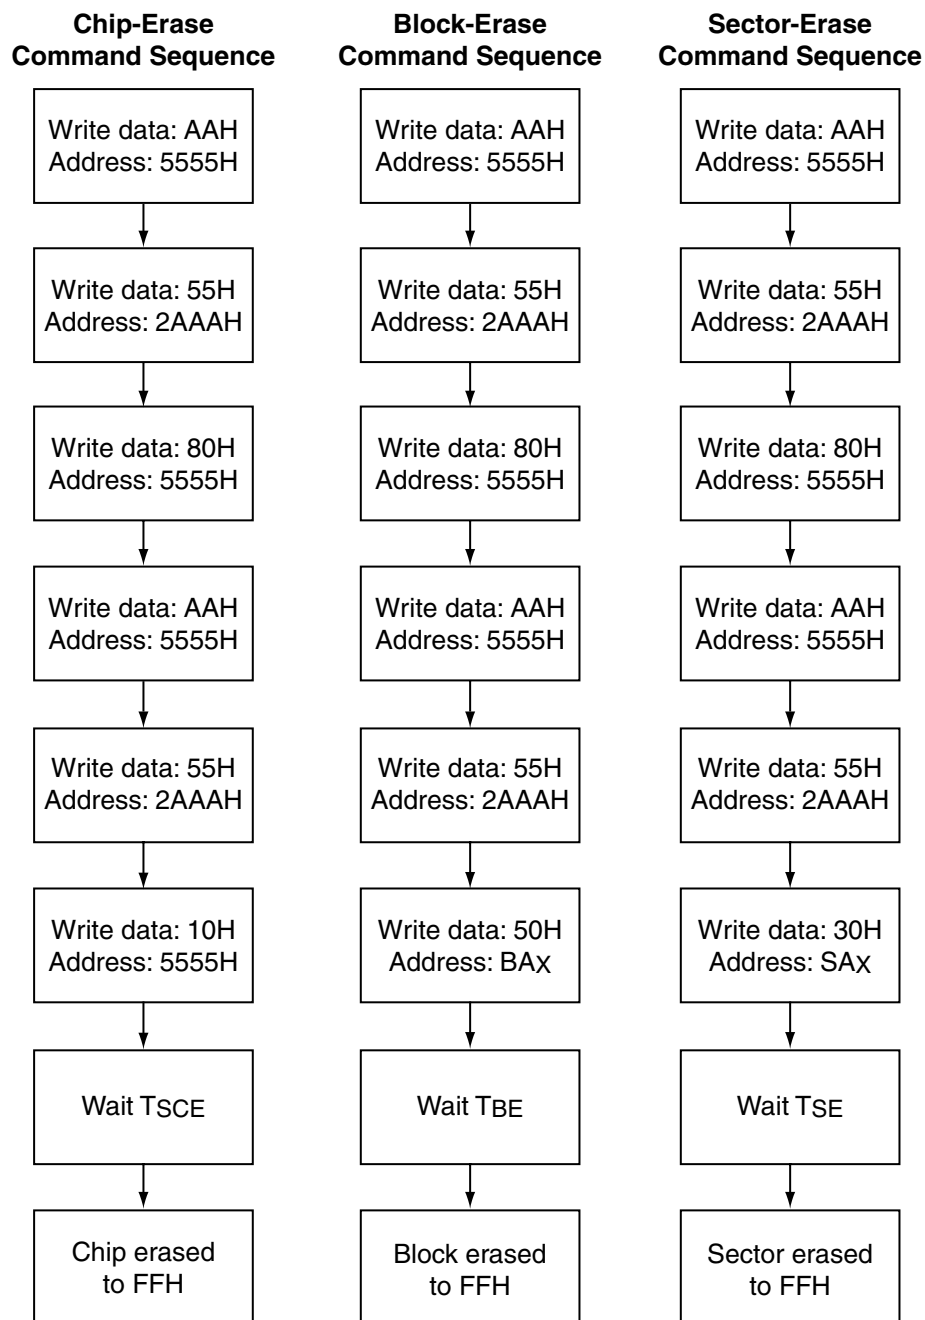 Chip-Erase
Command Sequence
Write data: AAH
Address: 5555H
Write data: 55H
Address: 2AAAH
Write data: 80H
Address: 5555H
Write data: AAH
Address: 5555H
Write data: 55H
Address: 2AAAH
Write data: 10H
Address: 5555H
Wait TSCE
Chip erased
to FFH
Block-Erase
Command Sequence
Write data: AAH
Address: 5555H
Write data: 55H
Address: 2AAAH
Write data: 80H
Address: 5555H
Write data: AAH
Address: 5555H
Write data: 55H
Address: 2AAAH
Write data: 50H
Address: BAX
Wait TBE
Block erased
to FFH
Sector-Erase
Command Sequence
Write data: AAH
Address: 5555H
Write data: 55H
Address: 2AAAH
Write data: 80H
Address: 5555H
Write data: AAH
Address: 5555H
Write data: 55H
Address: 2AAAH
Write data: 30H
Address: SAX
Wait TSE
Sector erased
to FFH